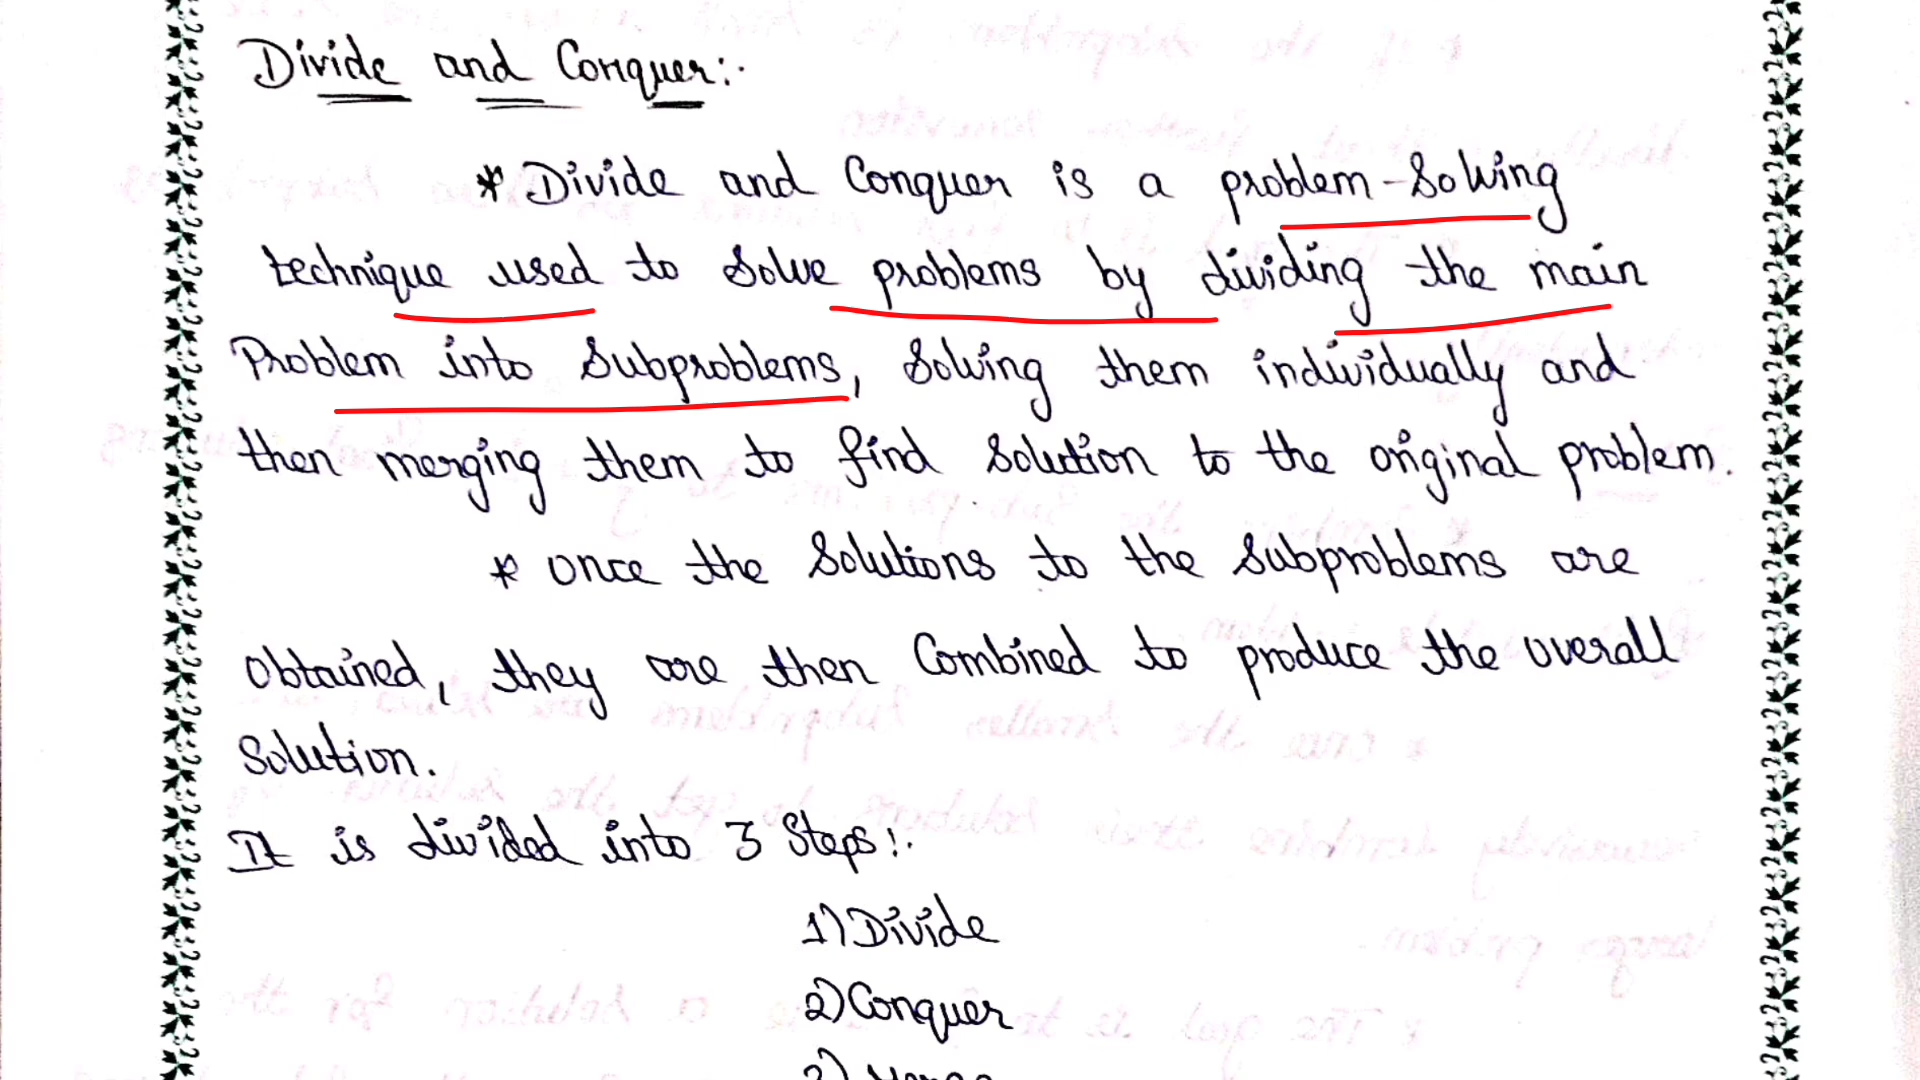 Divide and Conquer:-
* Divide and Conquer is a problem-Solving
technique used to Solve problems by dividing the main
Problem into Subproblems, Solving them individually and
then merging them to find Solution to the original problem.
* once the Solutions to the Subproblems are
obtained, they are then Combined to produce the overall
Solution.
It is divided into 3 Steps:-
1) Divide
2) Conquer